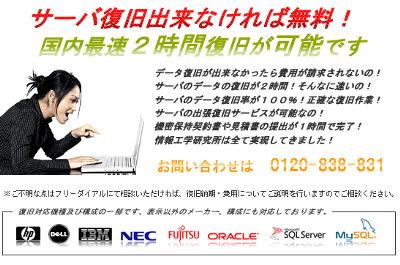 サーバ復旧出来なければ無料！
国内最速２時間復旧が可能です
データ復旧が出来なかったら費用が請求されないの！
サーバのデータの復旧が２時間！そんなに速いの！
サーバのデータ復旧率が１００％！正確な復旧作業！
サーバの出張復旧サービスが可能なの！
機密保持契約書や見積書の提出が１時間で完了！
情報工学研究所は全て実現してきました！
お問い合わせは 0120-838-831
※ご不明な点はフリーダイアルにて相談いただければ、復旧納期・費用についてご説明を行いますのでご相談ください。
復旧対応機種及び構成の一部です、表示以外のメーカー、構成にも対応しております。
hp DELL IBM NEC FUJITSU ORACLE Microsoft SQL Server MySQL